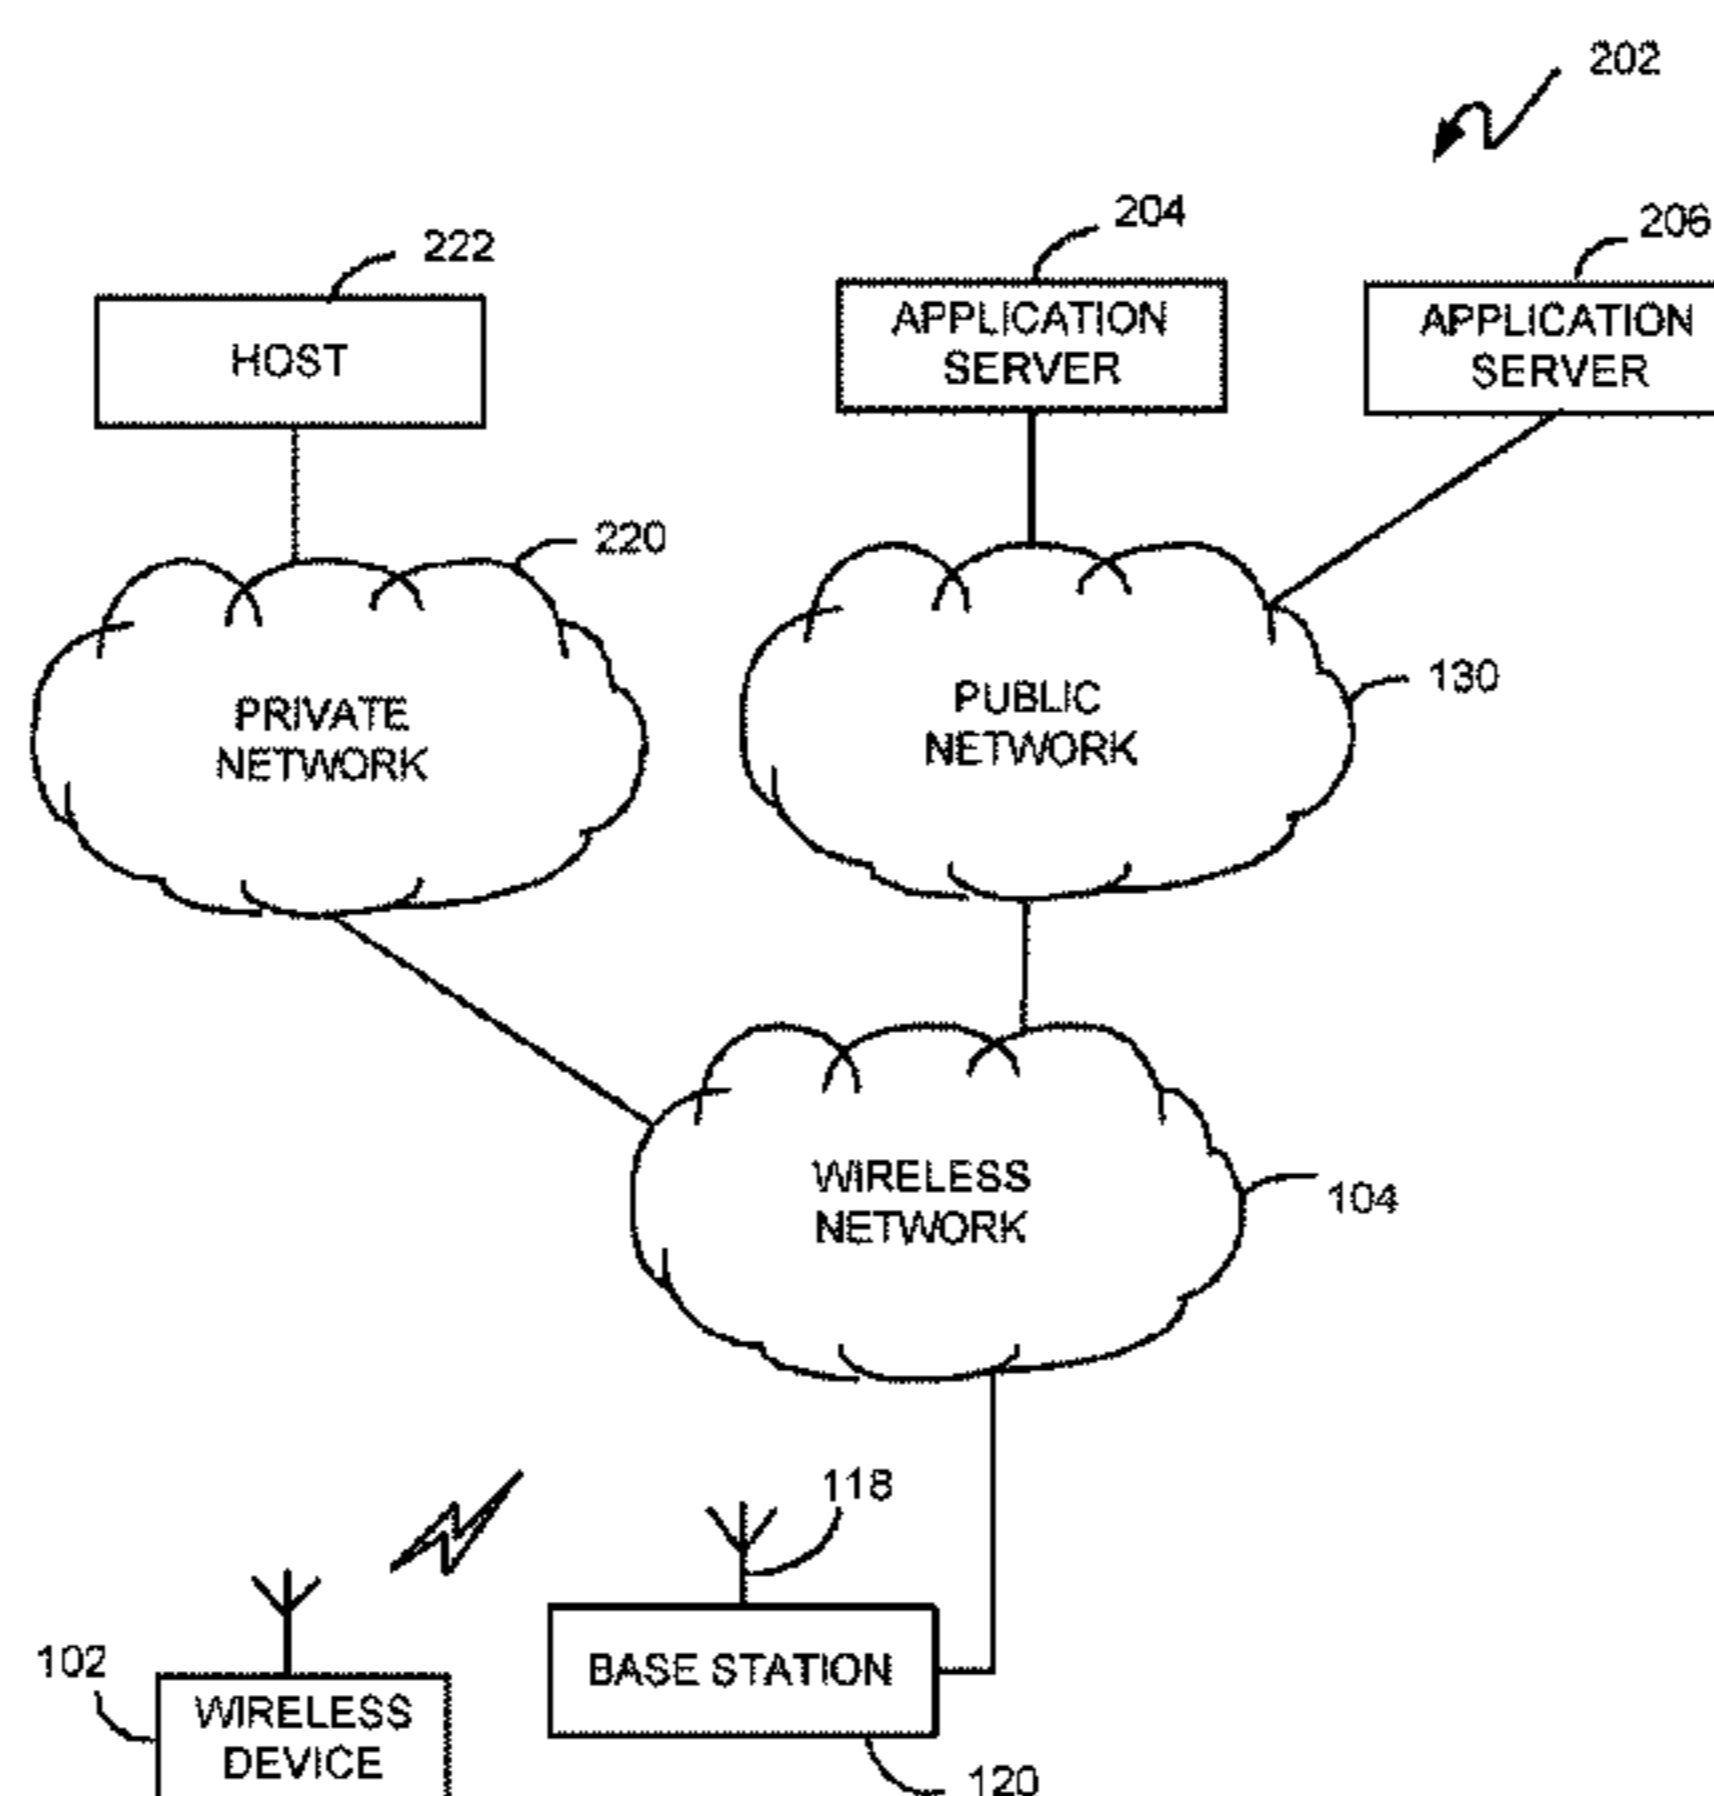 202
204
206
222
HOST
APPLICATION
SERVER
APPLICATION
SERVER
220
130
PRIVATE
NETWORK
PUBLIC
NETWORK
WIRELESS
NETWORK
104
118
102
BASE STATION
WIRELESS
DEVICE
120